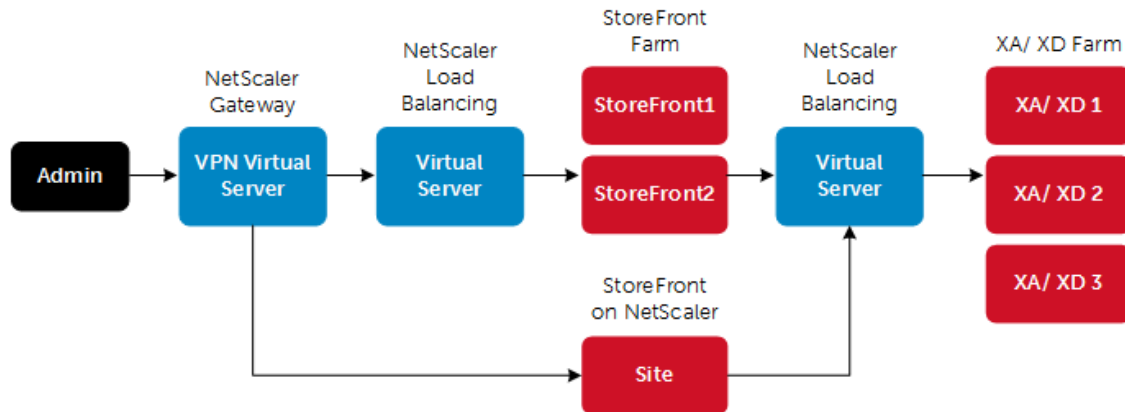 StoreFront
Farm
NetScaler
Load
Balancing
NetScaler
Load
Balancing
XA/ XD Farm
NetScaler
Gateway
StoreFront1
XA/ XD 1
Admin
VPN Virtual
Server
Virtual
Server
StoreFront2
Virtual
Server
XA/ XD 2
XA/ XD 3
StoreFront
on NetScaler
Site